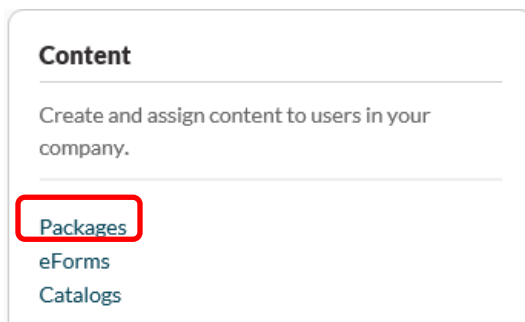 Content
Create and assign content to users in your
company.
Packages
eForms
Catalogs